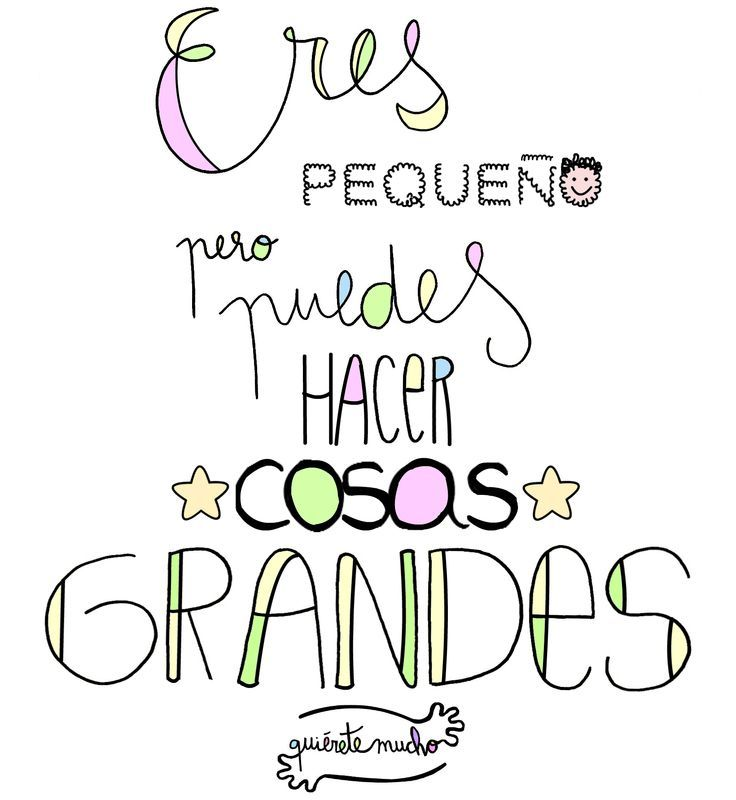 Eres
PEQUEÑO
pero
puedes
HACeR
COSAS
GRANDeS
quiérete mucho